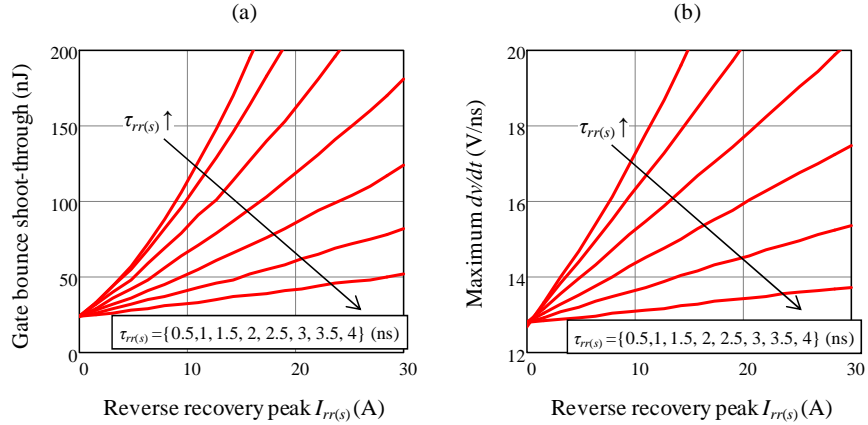 (a)
Gate bounce shoot-through (nJ)
200
150
100
50
0
τrr(s)↑
τrr(s)={0.5,1, 1.5, 2, 2.5, 3, 3.5, 4} (ns)
0
10
20
30
Reverse recovery peak Irr(s)(A)
(b)
Maximum dv/dt (V/ns)
20
18
16
14
12
τrr(s)↑
τrr(s)={0.5,1, 1.5, 2, 2.5, 3, 3.5, 4} (ns)
0
10
20
30
Reverse recovery peak Irr(s)(A)